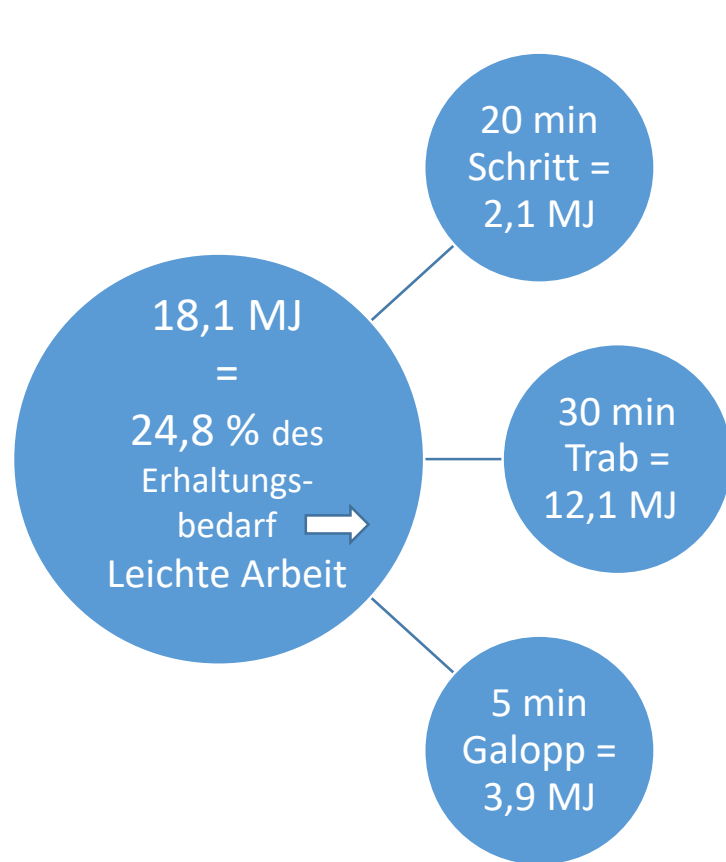 20 min
Schritt =
2,1 MJ
18,1 MJ
=
24,8 % des
Erhaltungs-
bedarf
Leichte Arbeit
30 min
Trab =
12,1 MJ
5 min
Galopp =
3,9 MJ